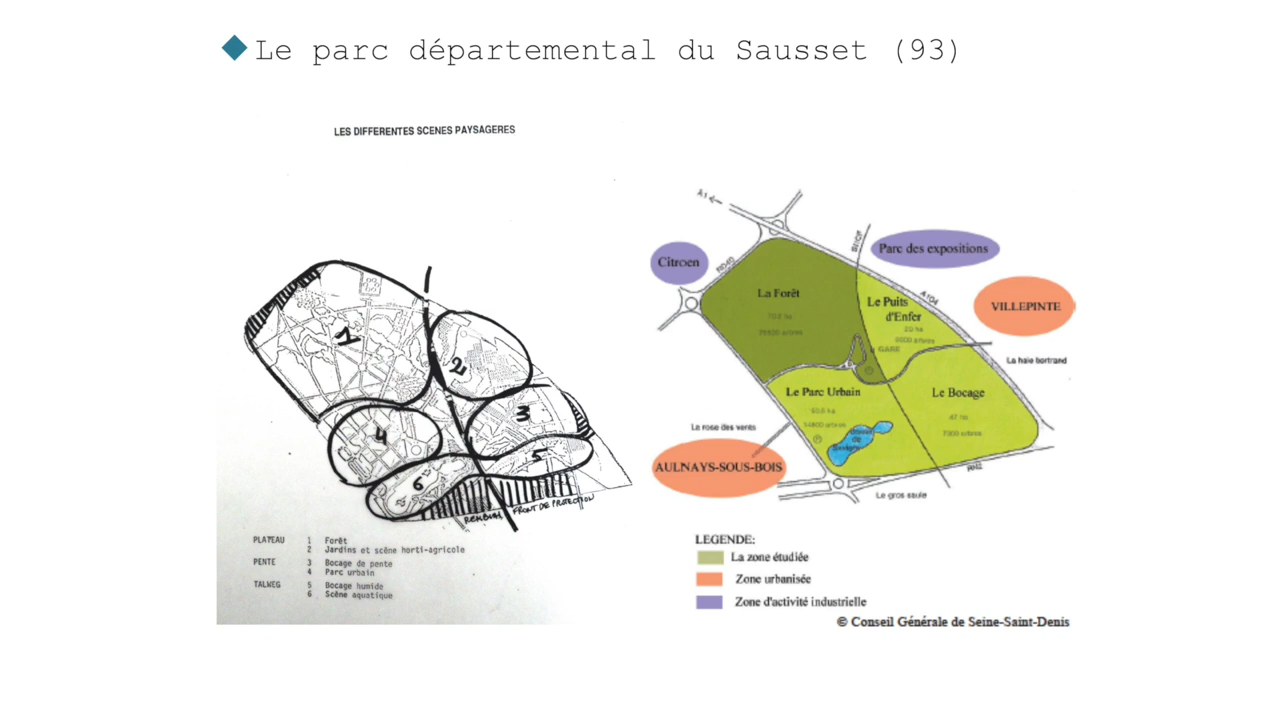 Le parc départemental du Sausset (93)
LES DIFFERENTES SCENES PAYSAGERES
1
2
3
4
5
6
REMBLAI
FRONT DE PROTECTION
PLATEAU 1 Forêt
2 Jardins et scène horti-agricole
PENTE 3 Bocage de pente
4 Parc urbain
TALWEG 5 Bocage humide
6 Scène aquatique
A1
Citroen
Parc des expositions
A104
VILLEPINTE
La Forêt
Le Puits
d'Enfer
20 ha
GARE
La haie bertrand
Le Parc Urbain
Le Bocage
47 ha
Le rose des vents
Savigny
AULNAYS-SOUS-BOIS
Le gros saule
LEGENDE:
La zone étudiée
Zone urbanisée
Zone d'activité industrielle
© Conseil Générale de Seine-Saint-Denis